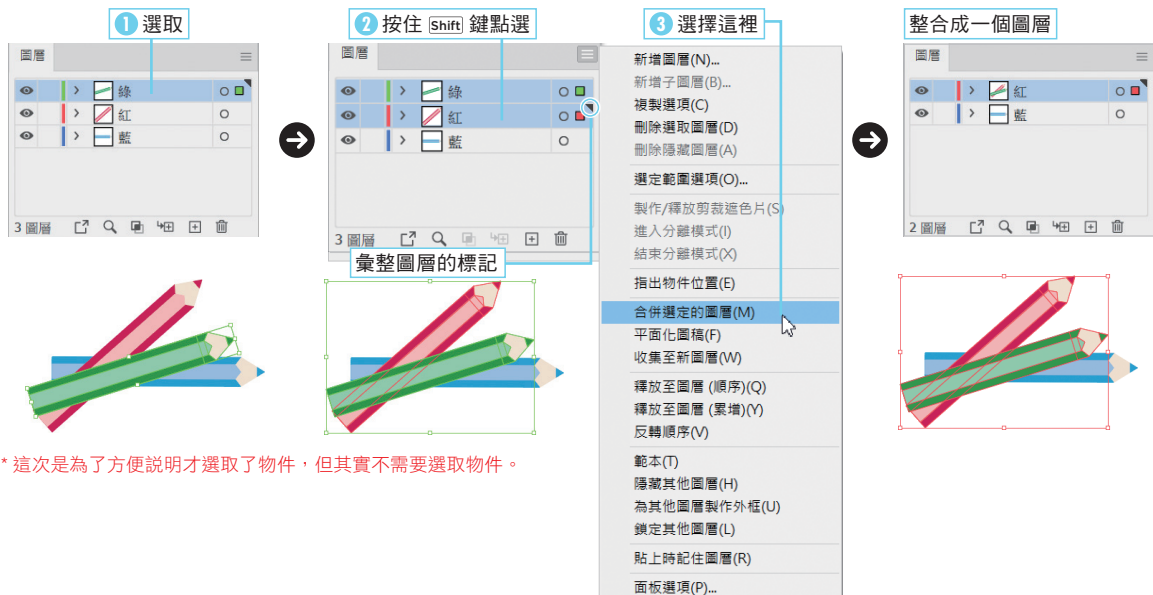 1 選取
圖層
綠
紅
藍
3 圖層
2 按住 Shift 鍵點選
圖層
綠
紅
藍
3 圖層
彙整圖層的標記
3 選擇這裡
新增圖層(N)...
新增子圖層(B)...
複製選項(C)
刪除選取圖層(D)
刪除隱藏圖層(A)
選定範圍選項(O)...
製作/釋放剪裁遮色片(S)
進入分離模式(I)
結束分離模式(X)
指出物件位置(E)
合併選定的圖層(M)
平面化圖稿(F)
收集至新圖層(W)
釋放至圖層 (順序)(Q)
釋放至圖層 (累增)(Y)
反轉順序(V)
範本(T)
隱藏其他圖層(H)
為其他圖層製作外框(U)
鎖定其他圖層(L)
貼上時記住圖層(R)
面板選項(P)...
整合成一個圖層
圖層
紅
藍
2 圖層
* 這次是為了方便説明才選取了物件，但其實不需要選取物件。